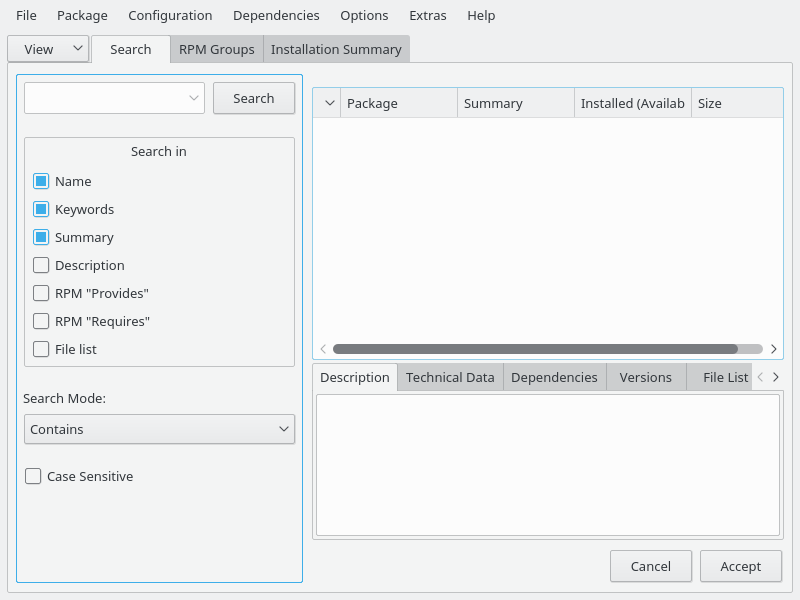 File Package Configuration Dependencies Options Extras Help
View Search RPM Groups Installation Summary
Search
Search in
Name
Keywords
Summary
Description
RPM "Provides"
RPM "Requires"
File list
Search Mode:
Contains
Case Sensitive
Package Summary Installed (Availab Size
Description Technical Data Dependencies Versions File List
Cancel Accept